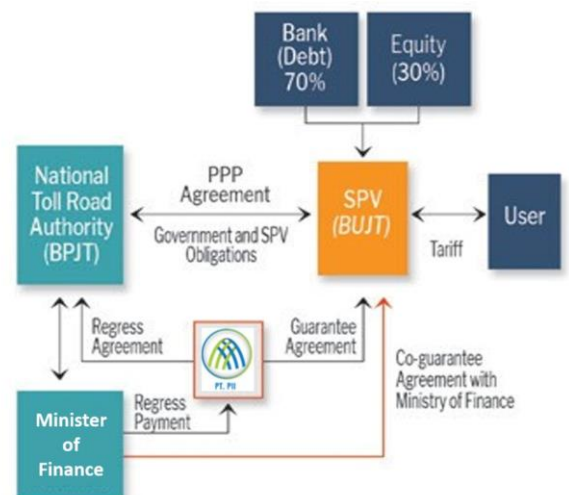 Bank
(Debt)
70%
Equity
(30%)
National
Toll Road
Authority
(BPJT)
PPP
Agreement
Government and SPV
Obligations
SPV
(BUJT)
Tariff
User
Regress
Agreement
PT. PII
Guarantee
Agreement
Co-guarantee
Agreement with
Ministry of Finance
Minister
of
Finance
Regress
Payment